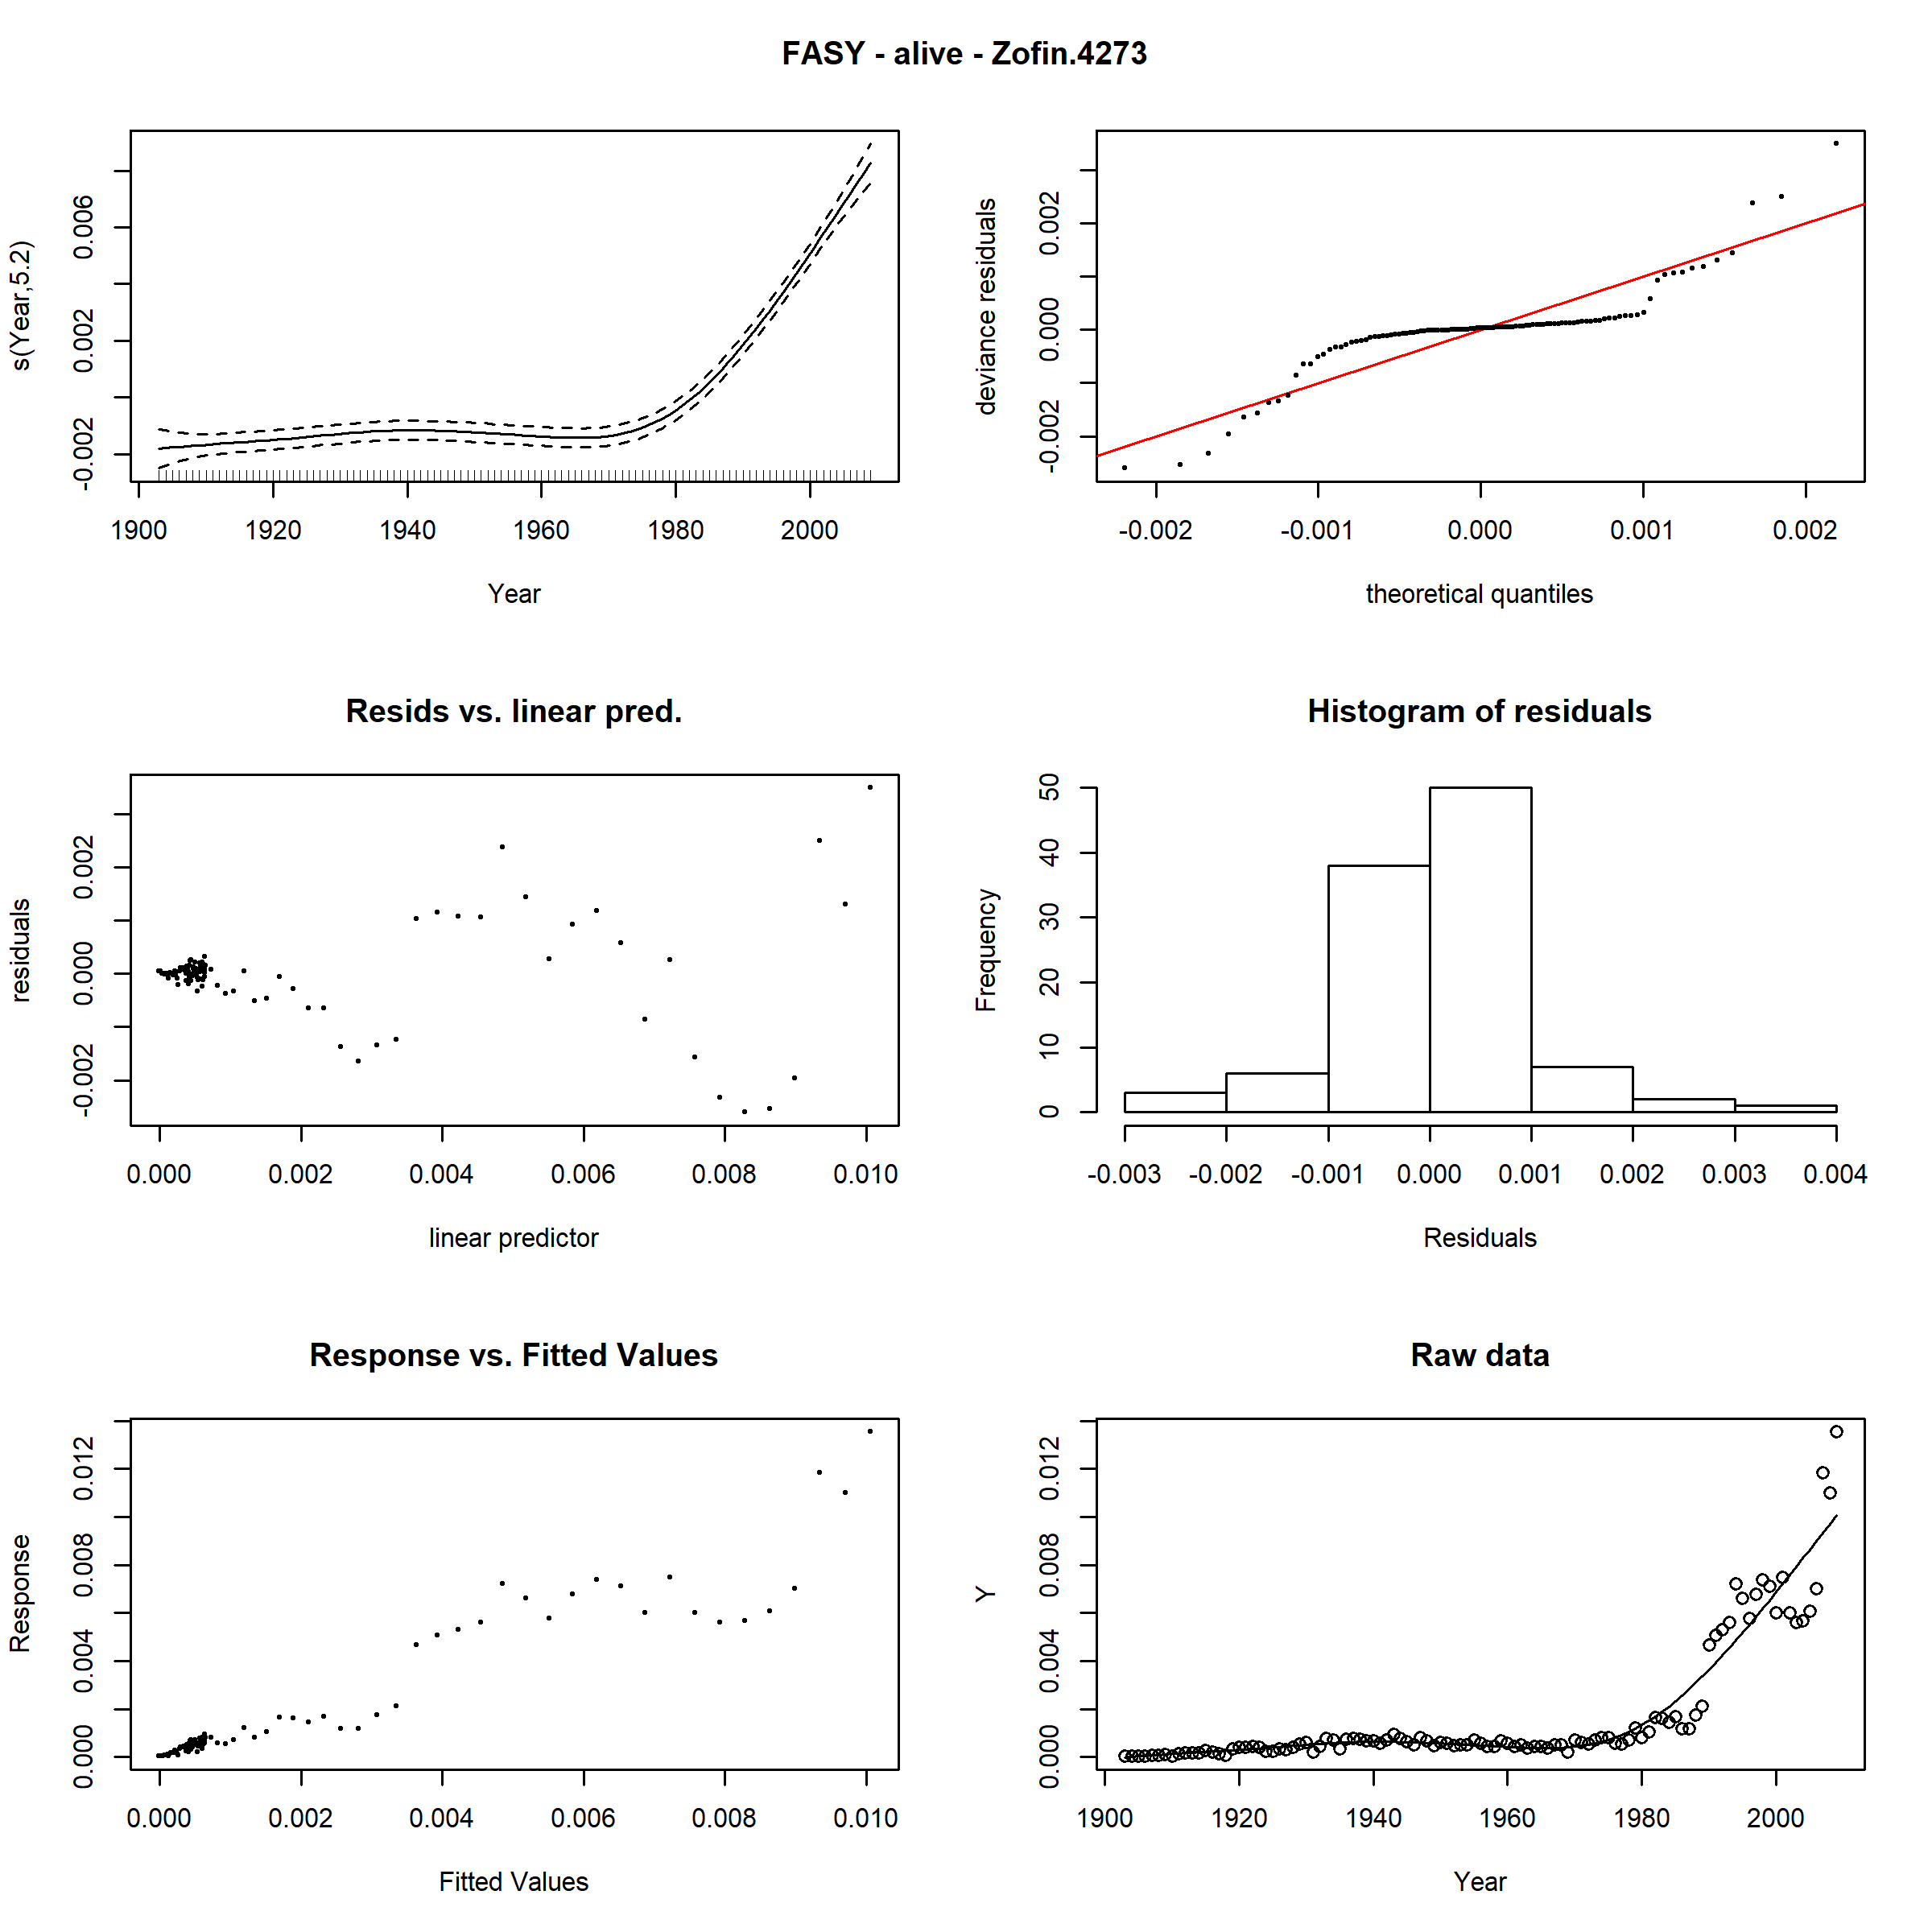 FASY - alive - Zofin.4273
s(Year,5.2)
-0.002 0.002 0.006
1900 1920 1940 1960 1980 2000
Year
deviance residuals
-0.002 0.000 0.002
-0.002 -0.001 0.000 0.001 0.002
theoretical quantiles
Resids vs. linear pred.
residuals
-0.002 0.000 0.002
0.000 0.002 0.004 0.006 0.008 0.010
linear predictor
Histogram of residuals
Frequency
0 10 20 30 40 50
-0.003 -0.002 -0.001 0.000 0.001 0.002 0.003 0.004
Residuals
Response vs. Fitted Values
Response
0.000 0.004 0.008 0.012
0.000 0.002 0.004 0.006 0.008 0.010
Fitted Values
Raw data
Y
0.000 0.004 0.008 0.012
1900 1920 1940 1960 1980 2000
Year